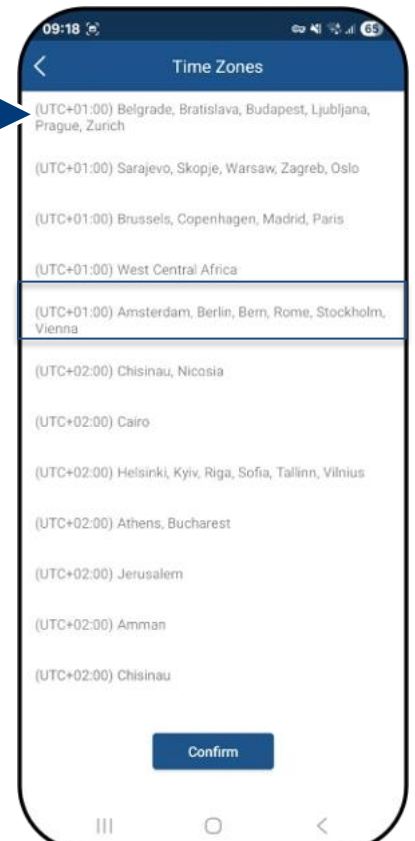 09:18
65
Time Zones
(UTC+01:00) Belgrade, Bratislava, Budapest, Ljubljana,
Prague, Zurich
(UTC+01:00) Sarajevo, Skopje, Warsaw, Zagreb, Oslo
(UTC+01:00) Brussels, Copenhagen, Madrid, Paris
(UTC+01:00) West Central Africa
(UTC+01:00) Amsterdam, Berlin, Bern, Rome, Stockholm,
Vienna
(UTC+02:00) Chisinau, Nicosia
(UTC+02:00) Cairo
(UTC+02:00) Helsinki, Kyiv, Riga, Sofia, Tallinn, Vilnius
(UTC+02:00) Athens, Bucharest
(UTC+02:00) Jerusalem
(UTC+02:00) Amman
(UTC+02:00) Chisinau
Confirm